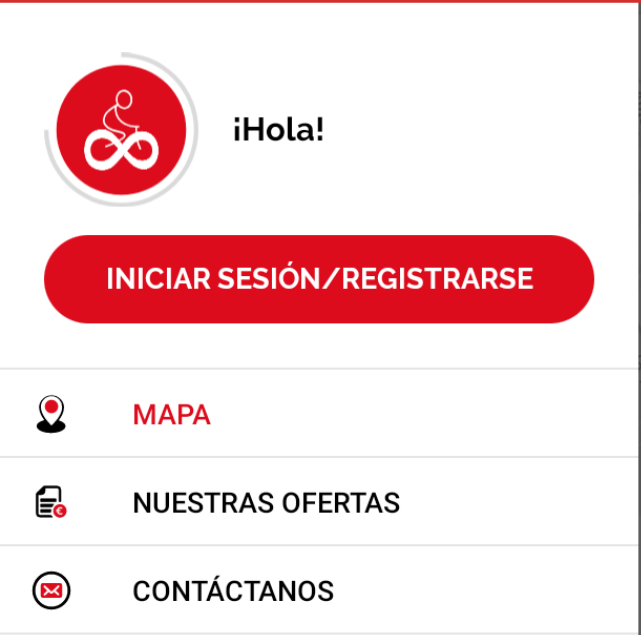 ¡Hola!
INICIAR SESIÓN/REGISTRARSE
MAPA
NUESTRAS OFERTAS
CONTÁCTANOS